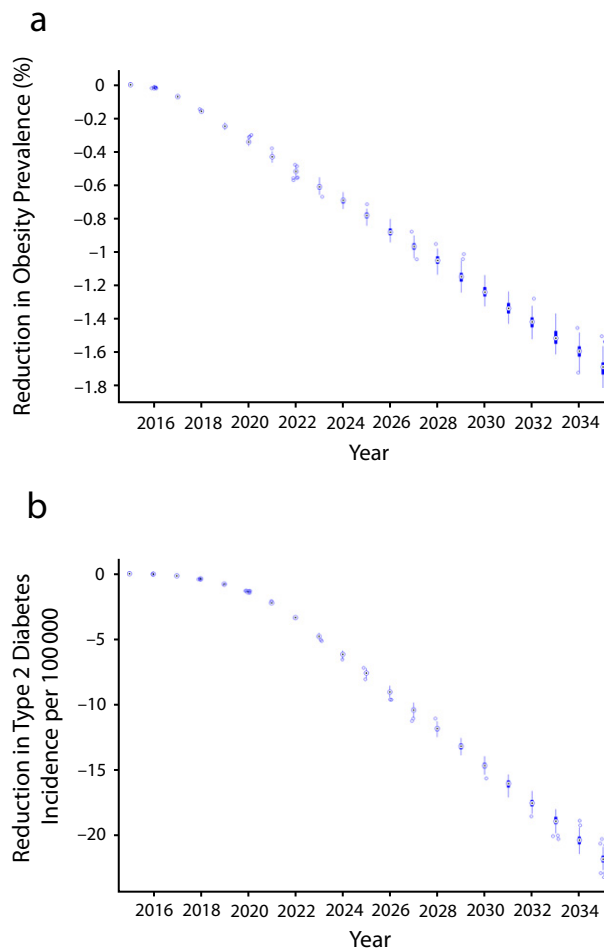 a
Reduction in Obesity Prevalence (%)
0
−0.2
−0.4
−0.6
−0.8
−1
−1.2
−1.4
−1.6
−1.8
2016 2018 2020 2022 2024 2026 2028 2030 2032 2034
Year
b
Reduction in Type 2 Diabetes
Incidence per 100 000
0
−5
−10
−15
−20
2016 2018 2020 2022 2024 2026 2028 2030 2032 2034
Year